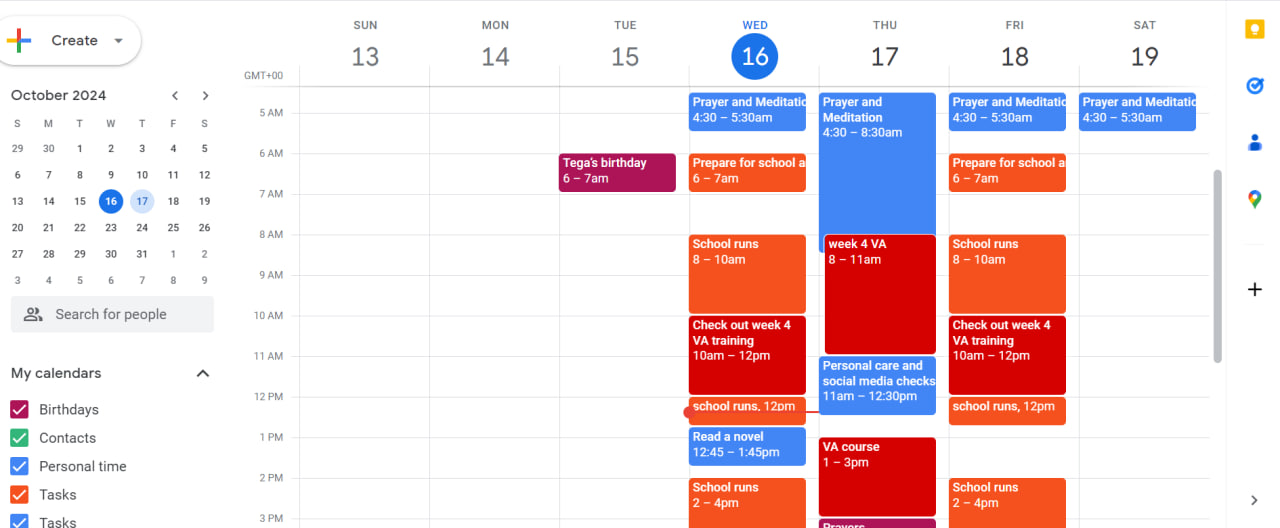 Create
October 2024
S M T W T F S
29 30 1 2 3 4 5
6 7 8 9 10 11 12
13 14 15 16 17 18 19
20 21 22 23 24 25 26
27 28 29 30 31 1 2
3 4 5 6 7 8 9
Search for people
My calendars
Birthdays
Contacts
Personal time
Tasks
Tasks
SUN MON TUE WED THU FRI SAT
13 14 15 16 17 18 19
GMT+00
5 AM
6 AM
7 AM
8 AM
9 AM
10 AM
11 AM
12 PM
1 PM
2 PM
3 PM
Tega's birthday
6 – 7am
Prayer and Meditatio
4:30 – 5:30am
Prepare for school a
6 – 7am
School runs
8 – 10am
Check out week 4
VA training
10am – 12pm
school runs, 12pm
Read a novel
12:45 – 1:45pm
School runs
2 – 4pm
Prayer and
Meditation
4:30 – 8:30am
week 4 VA
8 – 11am
Personal care and
social media checks
11am – 12:30pm
VA course
1 – 3pm
Prayers
Prayer and Meditatio
4:30 – 5:30am
Prepare for school a
6 – 7am
School runs
8 – 10am
Check out week 4
VA training
10am – 12pm
school runs, 12pm
School runs
2 – 4pm
Prayer and Meditatio
4:30 – 5:30am